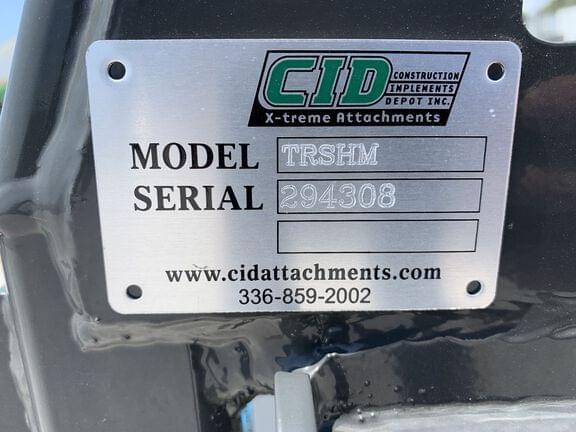 CID
CONSTRUCTION
IMPLEMENTS
DEPOT INC.
X-treme Attachments
MODEL TRSHM
SERIAL 294308
www.cidattachments.com
336-859-2002